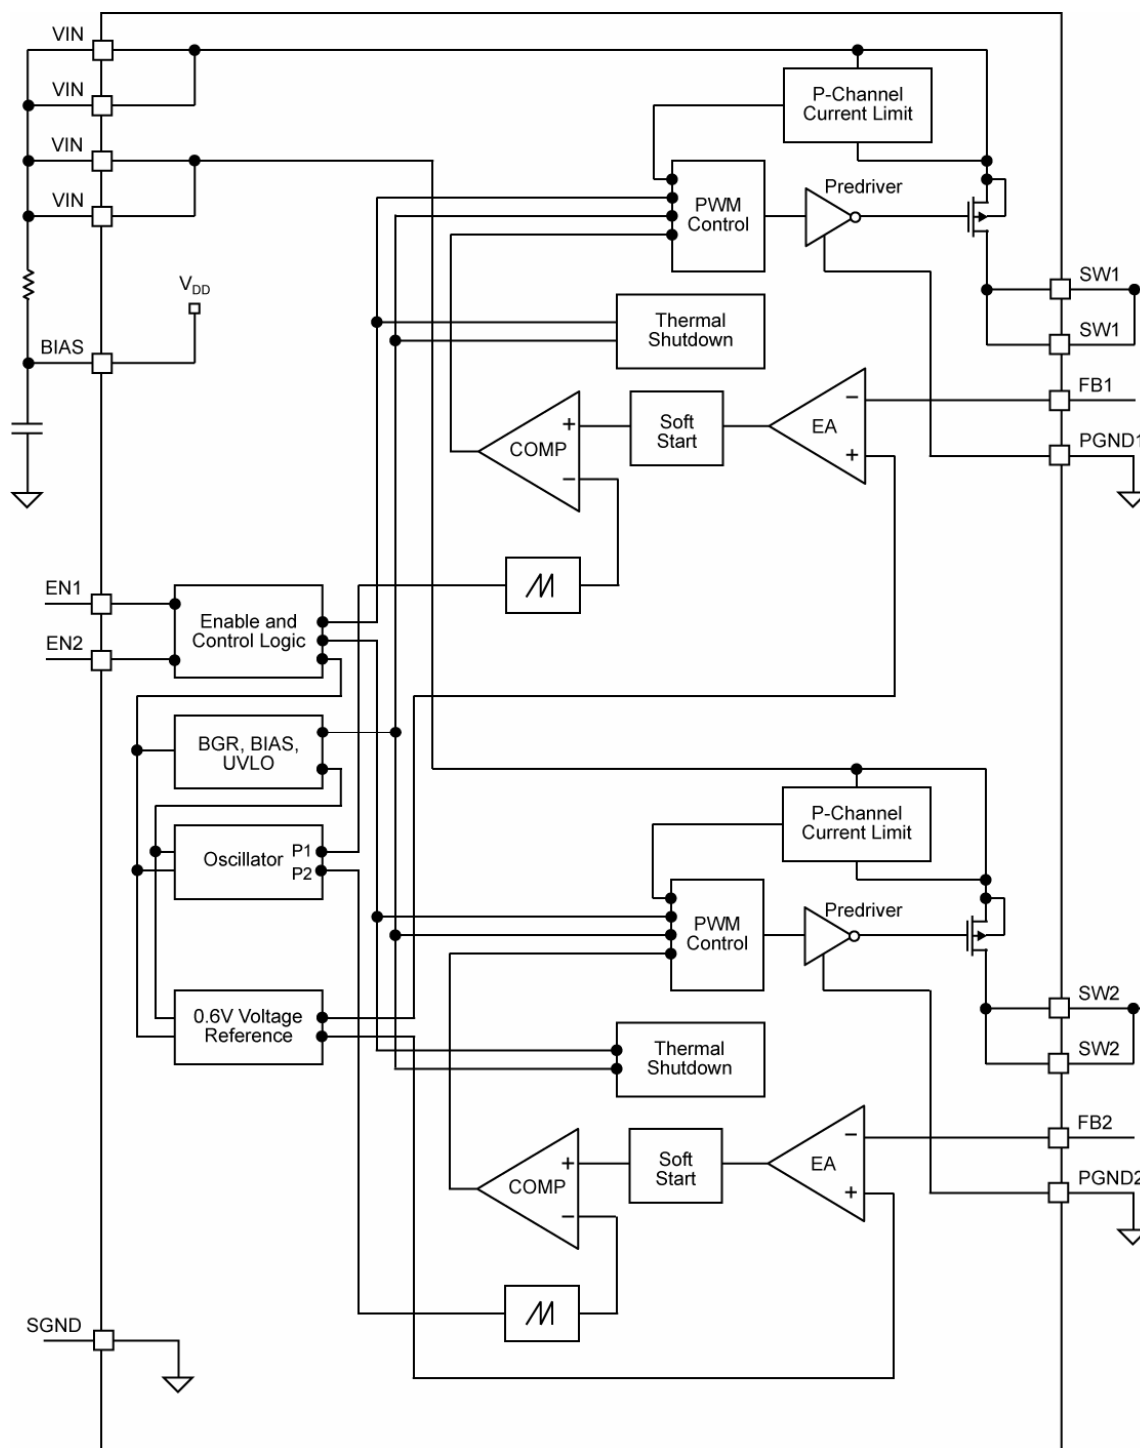 VIN
VIN
P-Channel
Current Limit
VIN
VIN
PWM
Control
Predriver
VDD
SW1
Thermal
Shutdown
SW1
BIAS
FB1
+
COMP
−
Soft
Start
−
EA
+
PGND1
EN1
Enable and
Control Logic
EN2
BGR, BIAS,
UVLO
P-Channel
Current Limit
Oscillator
P1
P2
PWM
Control
Predriver
0.6V Voltage
Reference
SW2
Thermal
Shutdown
SW2
FB2
+
COMP
−
Soft
Start
−
EA
+
PGND2
SGND